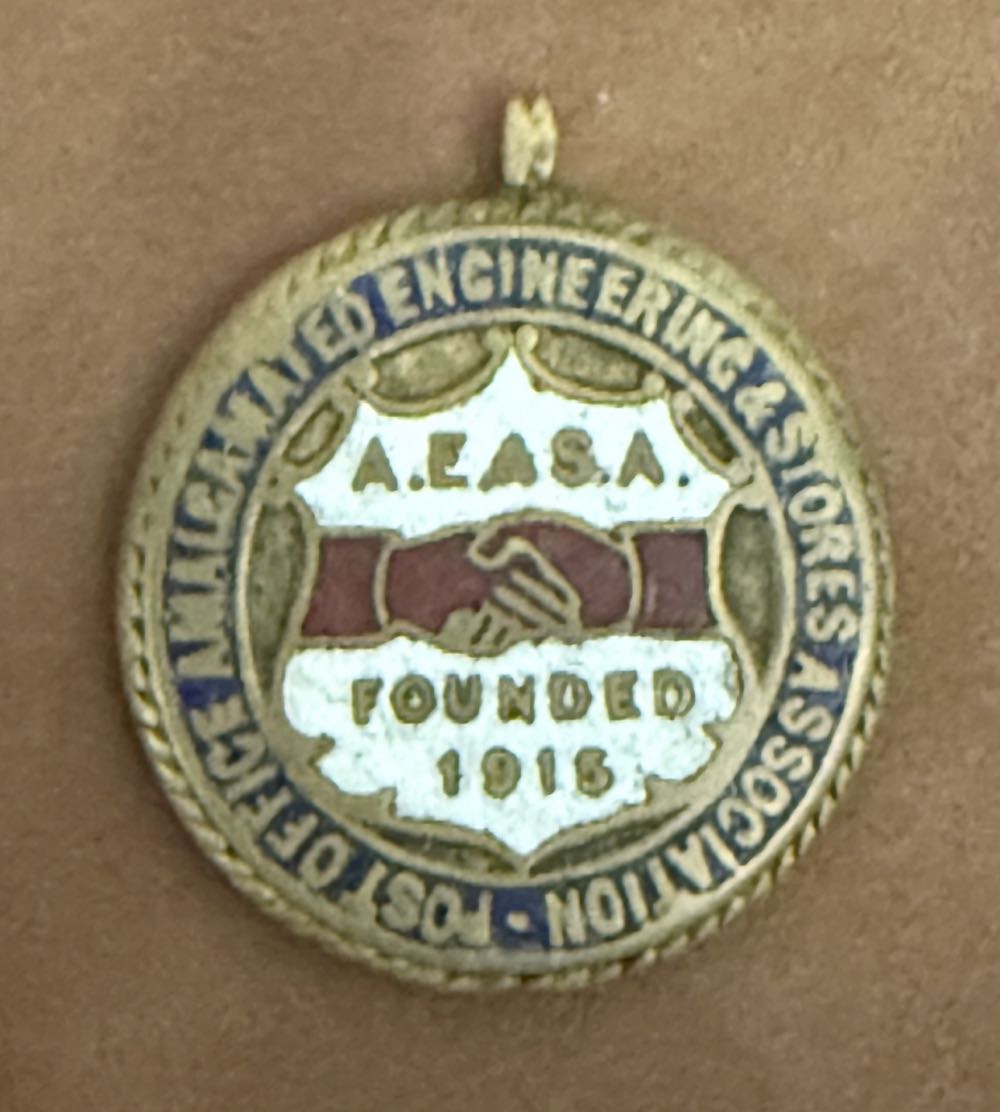 POST OFFICE AMALGAMATED ENGINEERING & STORES ASSOCIATION -
A.E&S.A.
FOUNDED
1915